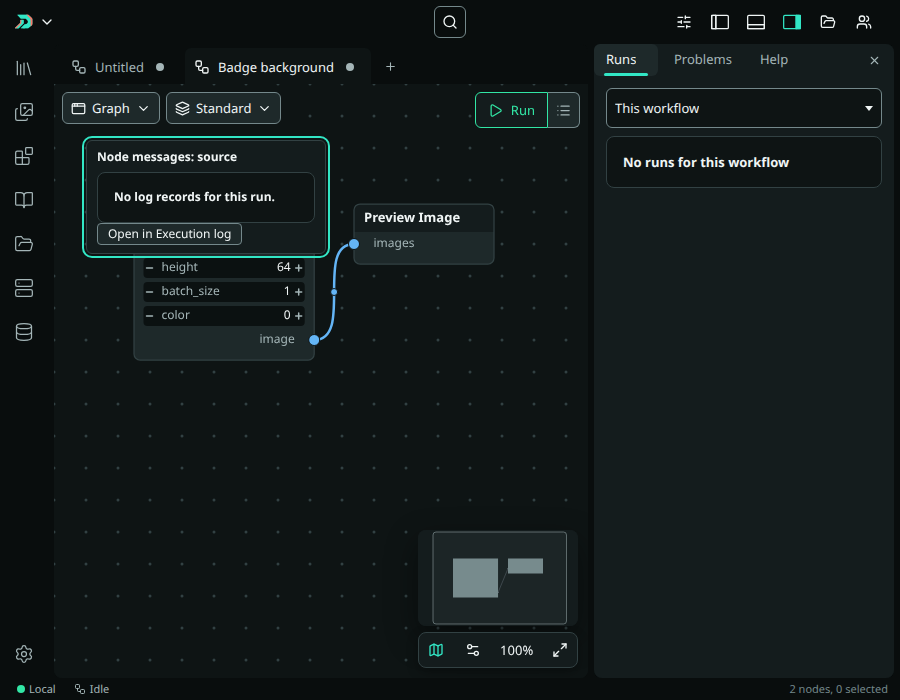 Untitled
Badge background
Runs
Problems
Help
Graph
Standard
Run
This workflow
No runs for this workflow
Node messages: source
No log records for this run.
Open in Execution log
Preview Image
images
height
64
batch_size
1
color
0
image
100%
Local
Idle
2 nodes, 0 selected